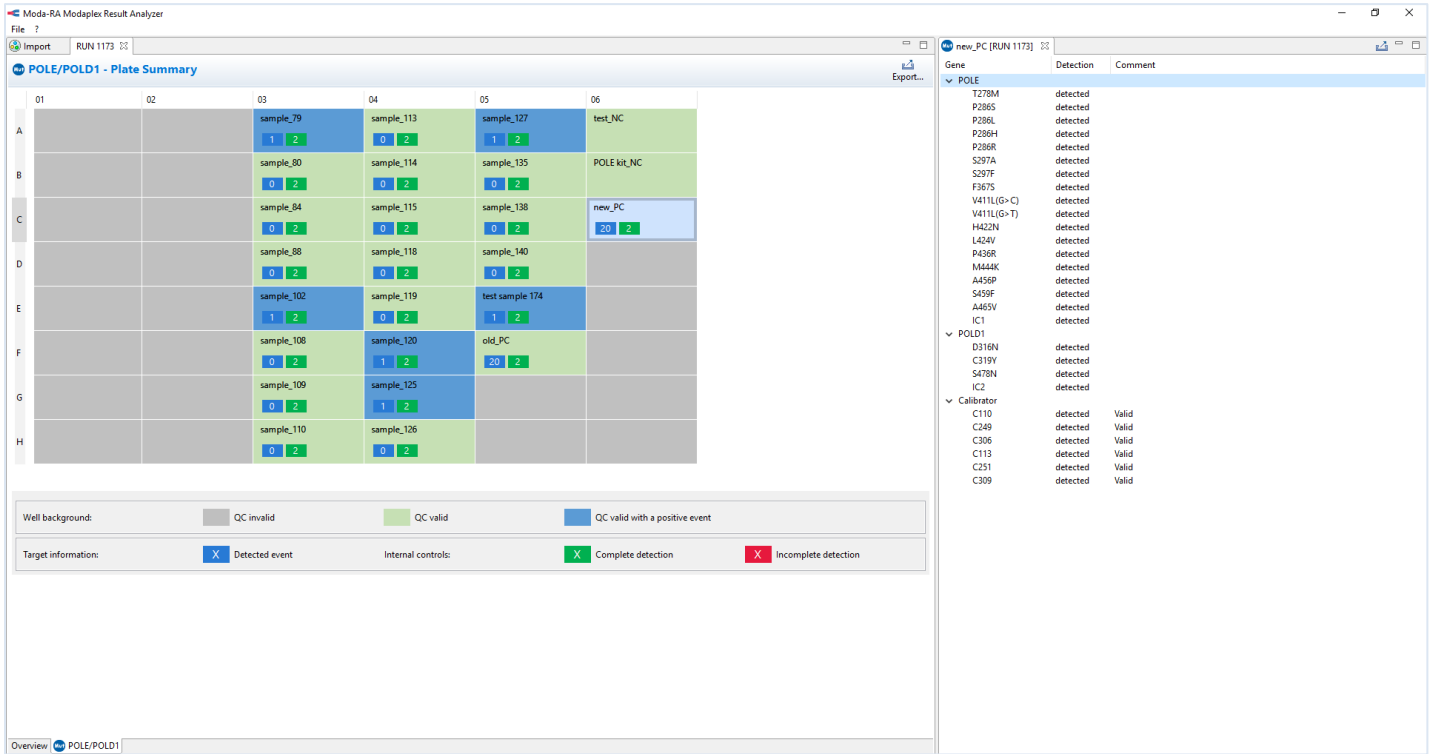 Moda-RA Modaplex Result Analyzer
File ?
Import RUN 1173
POLE/POLD1 - Plate Summary
Export...
01 02 03 04 05 06
A
sample_79 sample_113 sample_127 test_NC
1 2 0 2 1 2
B
sample_80 sample_114 sample_135 POLE kit_NC
0 2 0 2 0 2
C
sample_84 sample_115 sample_138 new_PC
0 2 0 2 0 2 20 2
D
sample_88 sample_118 sample_140
0 2 0 2 0 2
E
sample_102 sample_119 test sample 174
1 2 0 2 1 2
F
sample_108 sample_120 old_PC
0 2 1 2 20 2
G
sample_109 sample_125
0 2 1 2
H
sample_110 sample_126
0 2 0 2
Well background: QC invalid QC valid QC valid with a positive event
Target information: X Detected event Internal controls: X Complete detection X Incomplete detection
Overview Mut POLE/POLD1
Mut new_PC [RUN 1173]
Gene Detection Comment
POLE
T278M detected
P286S detected
P286L detected
P286H detected
P286R detected
S297A detected
S297F detected
F367S detected
V411L(G>C) detected
V411L(G>T) detected
H422N detected
L424V detected
P436R detected
M444K detected
A456P detected
S459F detected
A465V detected
IC1 detected
POLD1
D316N detected
C319Y detected
S478N detected
IC2 detected
Calibrator
C110 detected Valid
C249 detected Valid
C306 detected Valid
C113 detected Valid
C251 detected Valid
C309 detected Valid